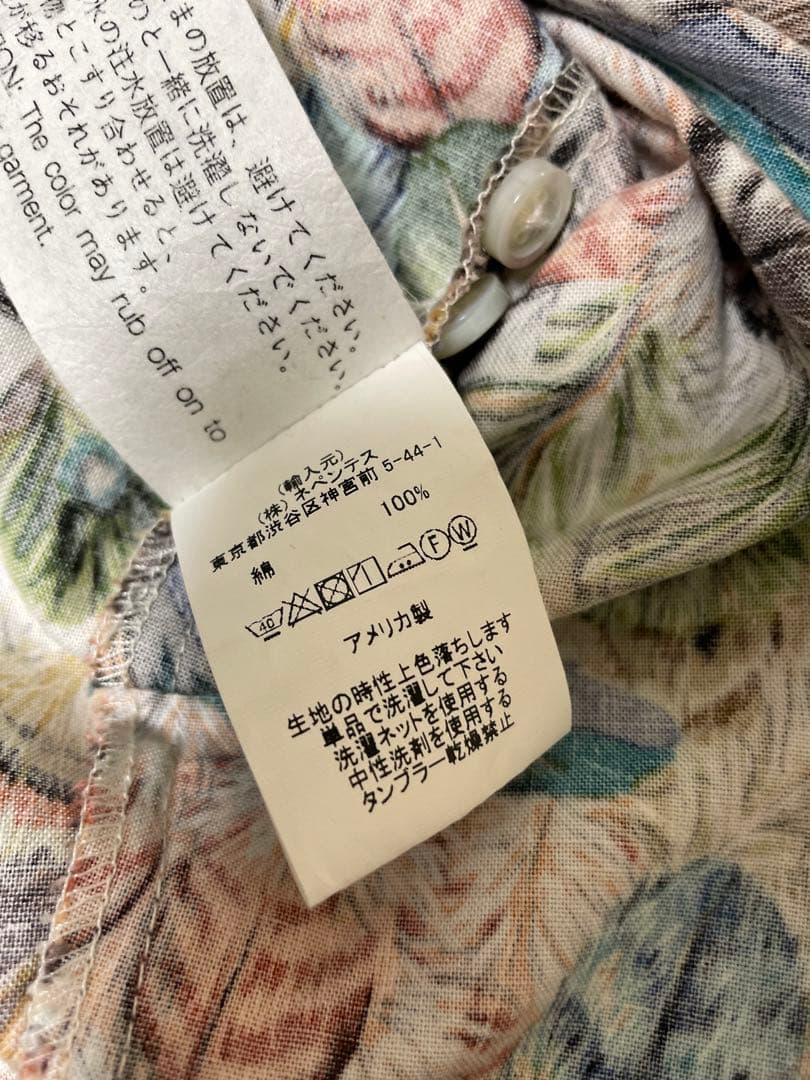 まの放置は、避けてください。
のと一緒に洗濯しないでください。
水の注水放置は避けてください。
とこすり合わせると、
が移るおそれがあります。
The color may rub off on to
garment.
(輸入元)
(株)ネペンテス
東京都渋谷区神宮前 5-44-1
綿 100%
40 F W
アメリカ製
生地の時性上色落ちします
単品で洗濯して下さい
洗濯ネットを使用する
中性洗剤を使用する
タンブラー乾燥禁止